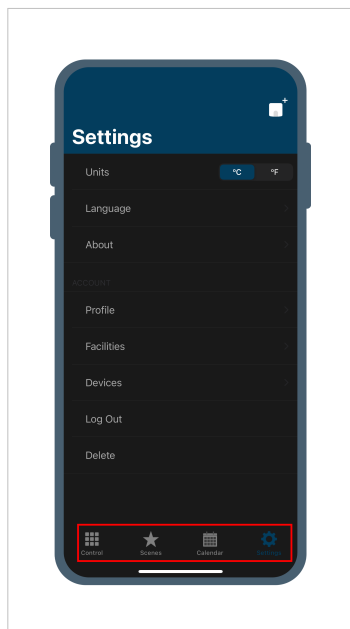 Settings
Units °C °F
Language
About
ACCOUNT
Profile
Facilities
Devices
Log Out
Delete
Control Scenes Calendar Settings